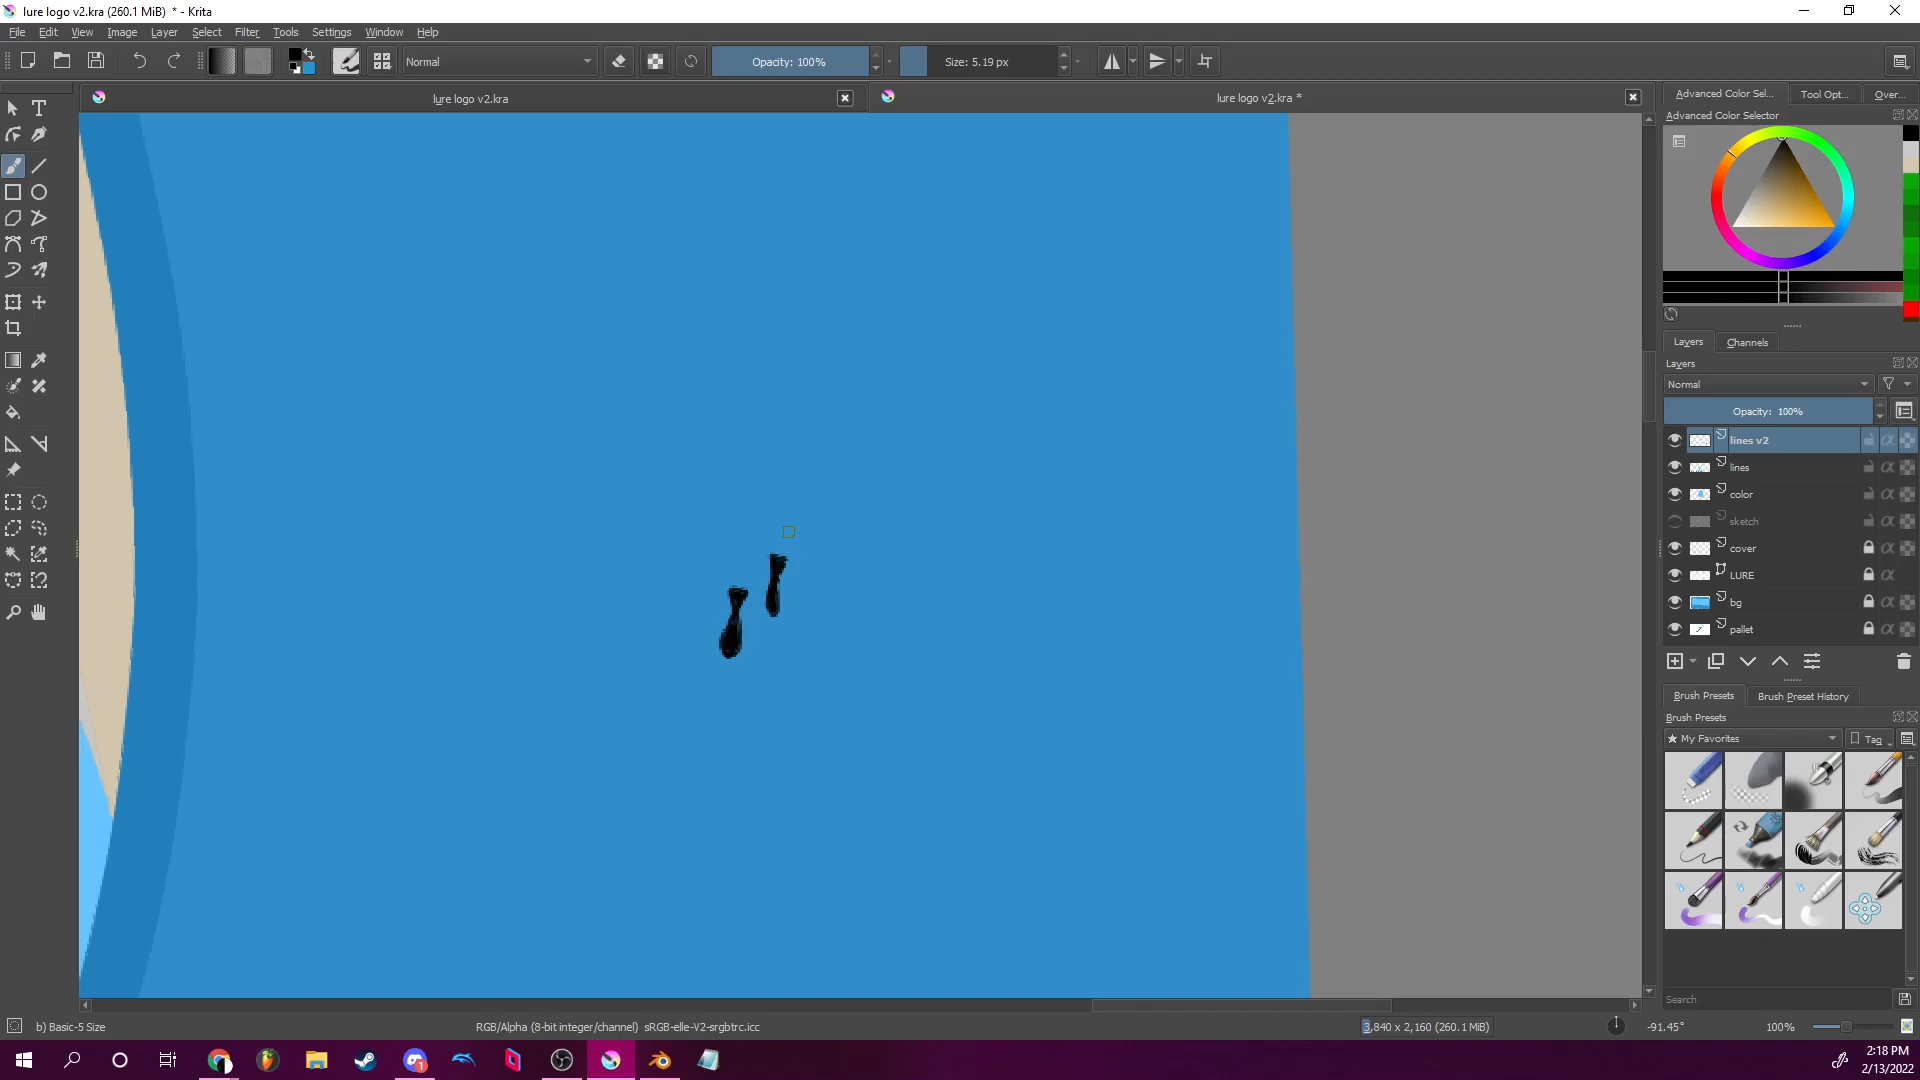 lure logo v2.kra (260.1 MiB)  * - Krita
File Edit View Image Layer Select Filter Tools Settings Window Help
Normal
Opacity: 100%
Size: 5.19 px
lure logo v2.kra
lure logo v2.kra *
Advanced Color Sel... Tool Opt... Over...
Advanced Color Selector
Layers Channels
Layers
Normal
Opacity: 100%
lines v2
lines
color
sketch
cover
LURE
bg
pallet
Brush Presets Brush Preset History
Brush Presets
My Favorites
Tag
Search
b) Basic-5 Size
RGB/Alpha (8-bit integer/channel)  sRGB-elle-V2-srgbtrc.icc
3,840 x 2,160 (260.1 MiB)
-91.45°
100%
2:18 PM
2/13/2022